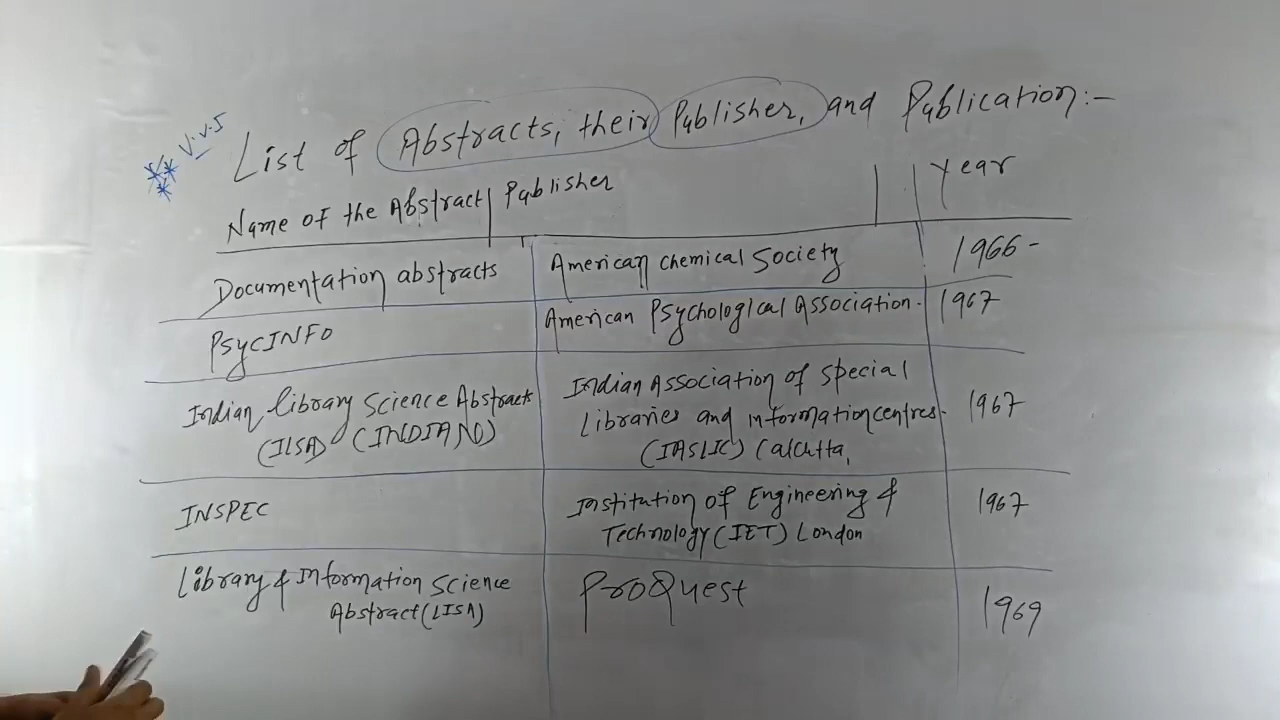 V.V.I
List of Abstracts, their Publisher, and Publication:-
Name of the Abstract Publisher Year
Documentation abstracts American chemical Society 1966-
PsycINFO American Psychological Association. 1967
Indian Library Science Abstracts
(ILSA) (INDIAN)
Indian Association of Special
Libraries and information centres.
(IASLIC) Calcutta,
1967
INSPEC
Institution of Engineering &
Technology (IET) London
1967
Library & Information Science
Abstract (LISA)
ProQuest
1969